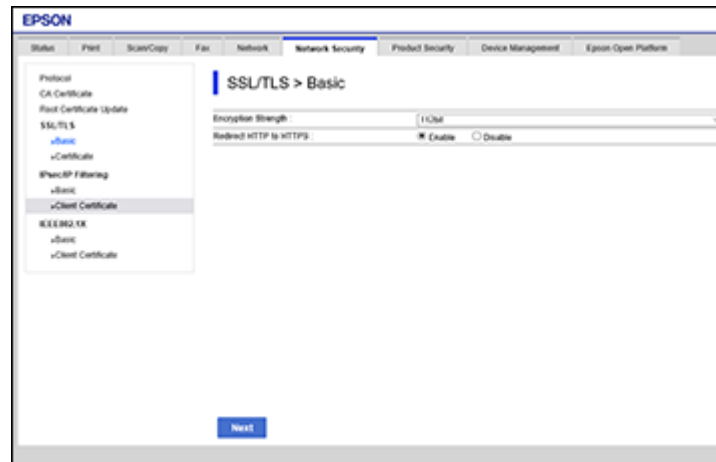 EPSON
Status Print Scan/Copy Fax Network Network Security Product Security Device Management Epson Open Platform
Protocol
CA Certificate
Root Certificate Update
SSL/TLS
»Basic
»Certificate
IPsec/IP Filtering
»Basic
»Client Certificate
IEEE802.1X
»Basic
»Client Certificate
SSL/TLS > Basic
Encryption Strength :
112bit
Redirect HTTP to HTTPS :
Enable Disable
Next